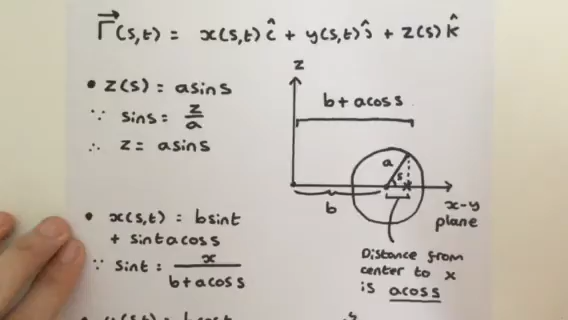 r⃗(s,t) = x(s,t)î + y(s,t)ĵ + z(s)k̂
• z(s) = asins
∵ sins = z/a
∴ z = asins
• x(s,t) = bsint
+ sintacoss
∵ sint = x/(b+acoss)
z
b+acoss
a
s
b
x-y
plane
Distance from
center to x
is acoss